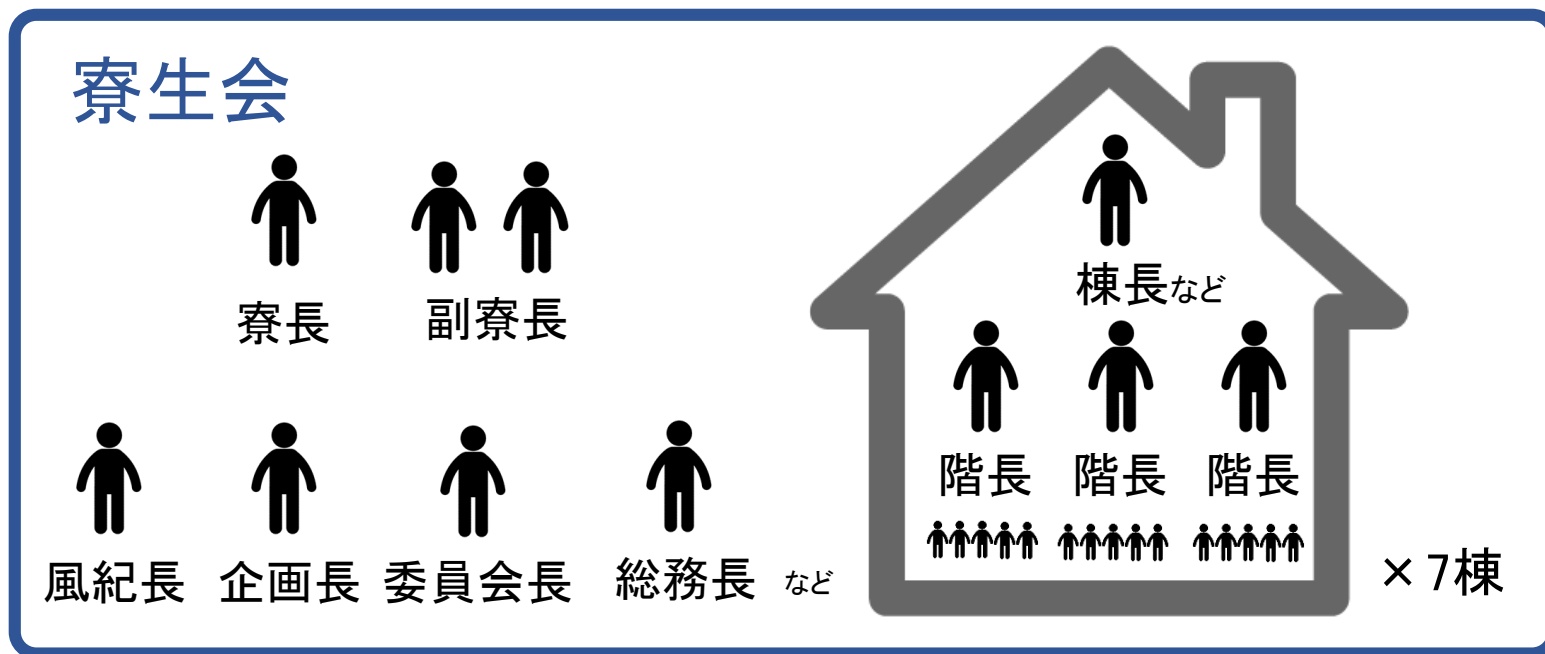 寮生会
寮長
副寮長
風紀長
企画長
委員会長
総務長 など
棟長など
階長 階長 階長
×7棟